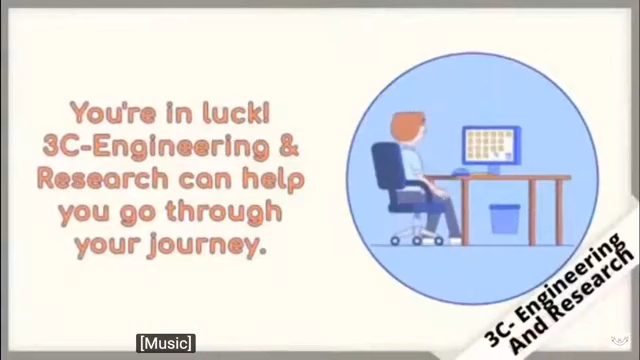 You're in luck!
3C-Engineering &
Research can help
you go through
your journey.
3C- Engineering
And Research
[Music]